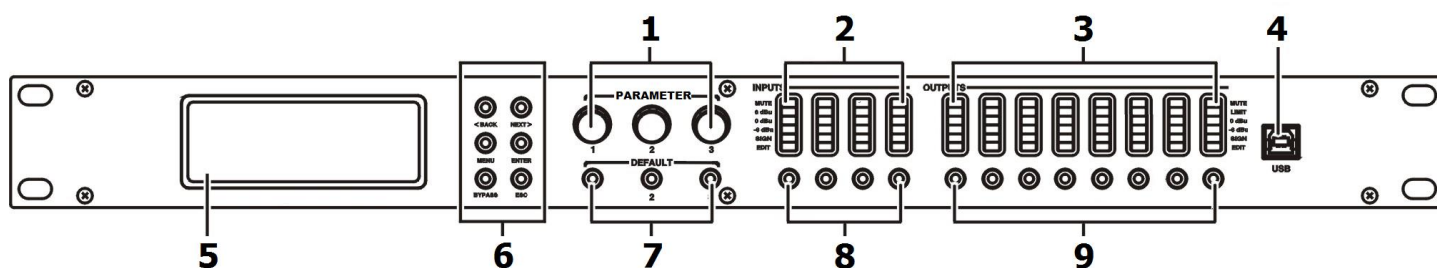 1 2 3 4
INPUTS OUTPUTS
PARAMETER
MUTE MUTE
6 dBu LIMIT
0 dBu 0 dBu
-6 dBu -6 dBu
SIGN SIGN
EDIT EDIT
<BACK NEXT>
1 2 3
MENU ENTER
DEFAULT
USB
BYPASS ESC
2
5 6 7 8 9